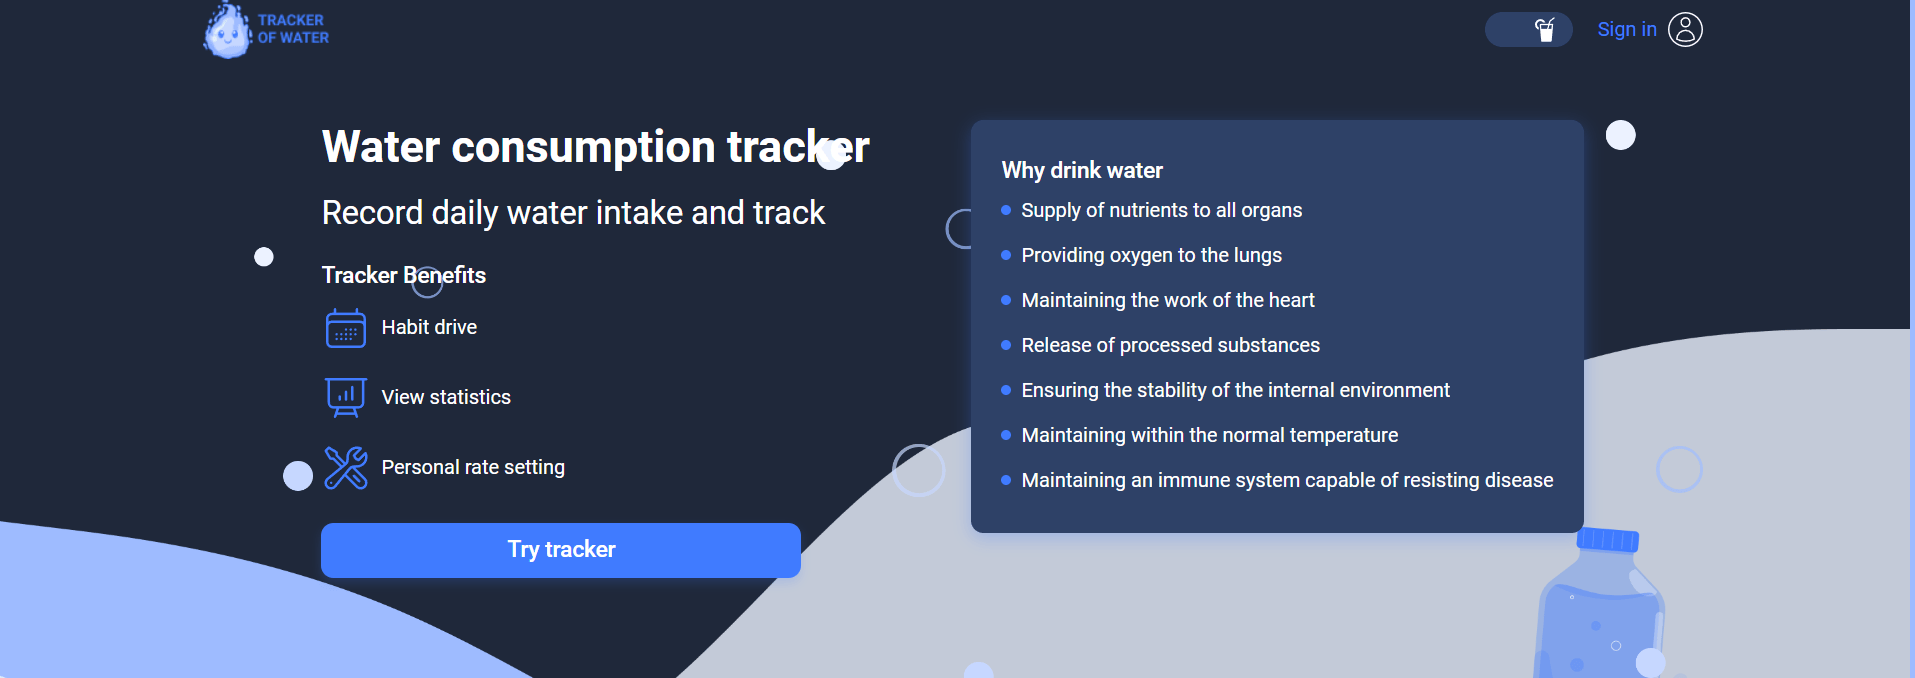 TRACKER
OF WATER
Sign in
Water consumption tracker
Record daily water intake and track
Tracker Benefits
Habit drive
View statistics
Personal rate setting
Try tracker
Why drink water
Supply of nutrients to all organs
Providing oxygen to the lungs
Maintaining the work of the heart
Release of processed substances
Ensuring the stability of the internal environment
Maintaining within the normal temperature
Maintaining an immune system capable of resisting disease